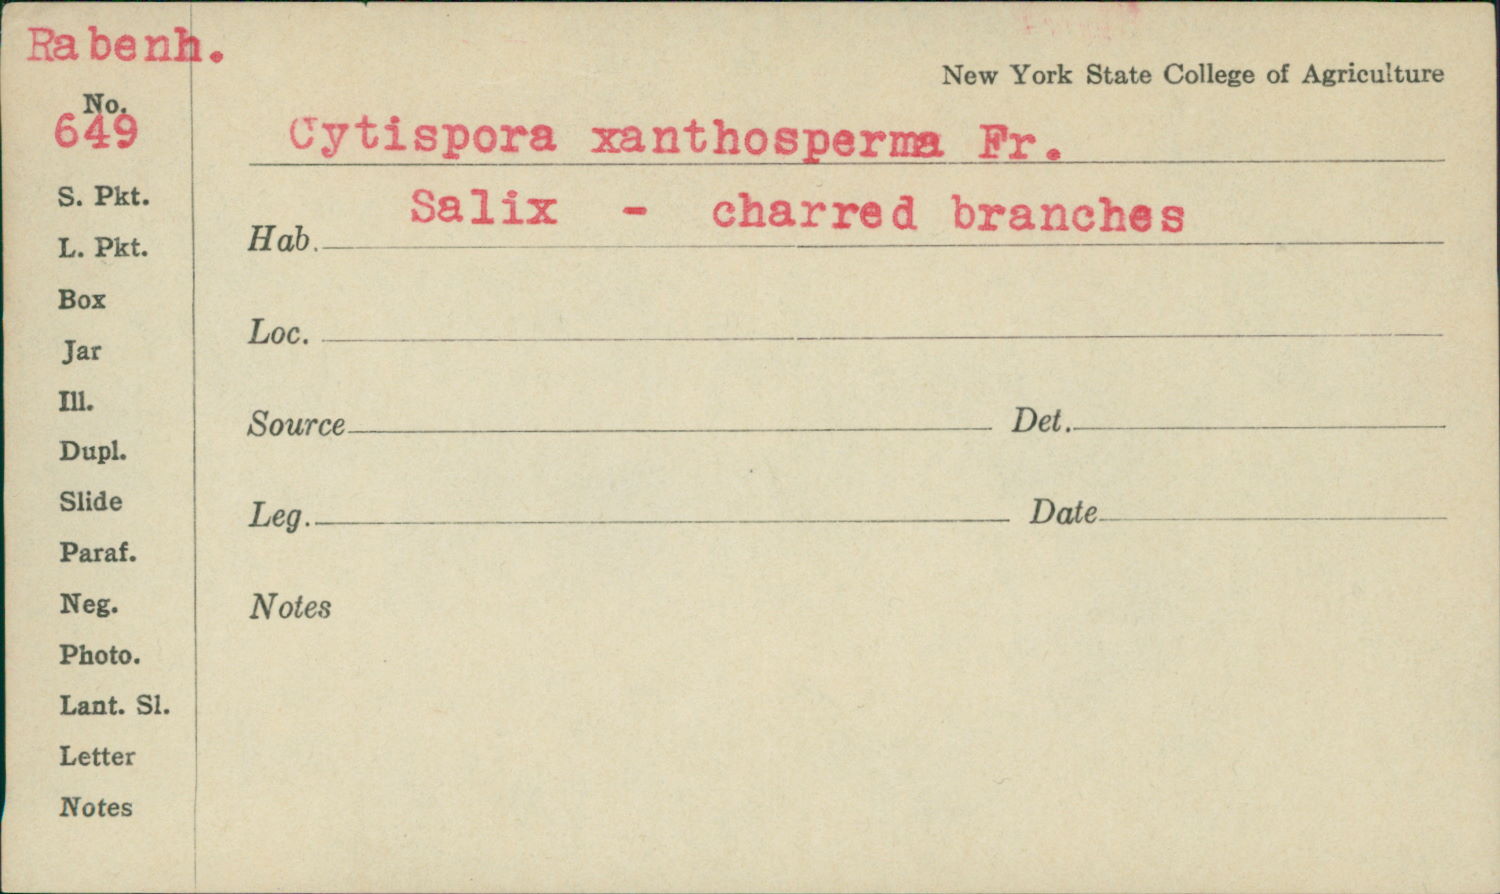 Rabenh.
New York State College of Agriculture
No.
649
Cytispora xanthosperma Fr.
S. Pkt.
Hab. Salix - charred branches
L. Pkt.
Box
Loc.
Jar
Ill.
Source Det.
Dupl.
Slide
Leg. Date
Paraf.
Neg.
Notes
Photo.
Lant. Sl.
Letter
Notes